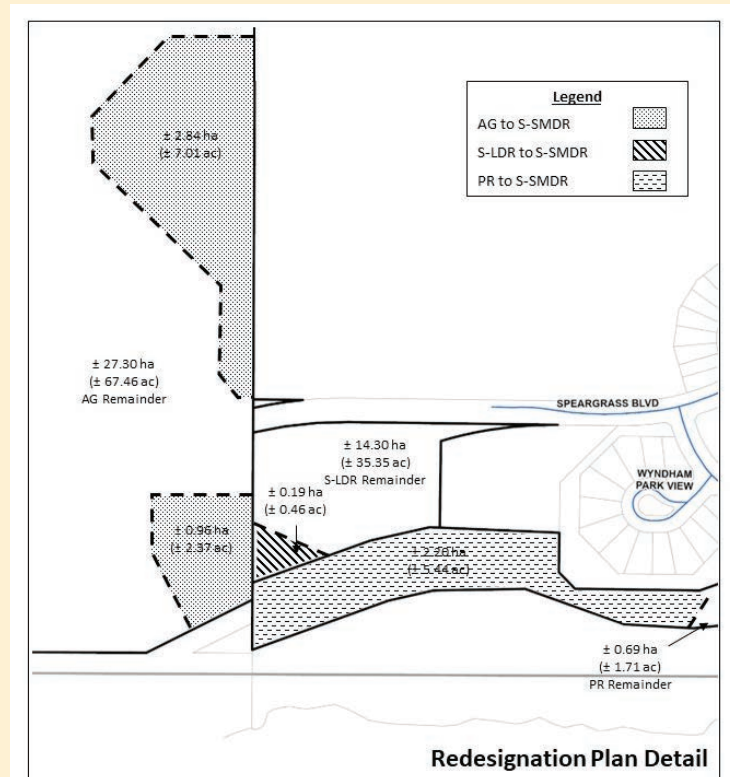 Legend
AG to S-SMDR
S-LDR to S-SMDR
PR to S-SMDR
± 2.84 ha
(± 7.01 ac)
± 27.30 ha
(± 67.46 ac)
AG Remainder
SPEARGRASS BLVD
± 14.30 ha
(± 35.35 ac)
S-LDR Remainder
WYNDHAM
PARK VIEW
± 0.19 ha
(± 0.46 ac)
± 0.96 ha
(± 2.37 ac)
± 2.20 ha
(± 5.44 ac)
± 0.69 ha
(± 1.71 ac)
PR Remainder
Redesignation Plan Detail